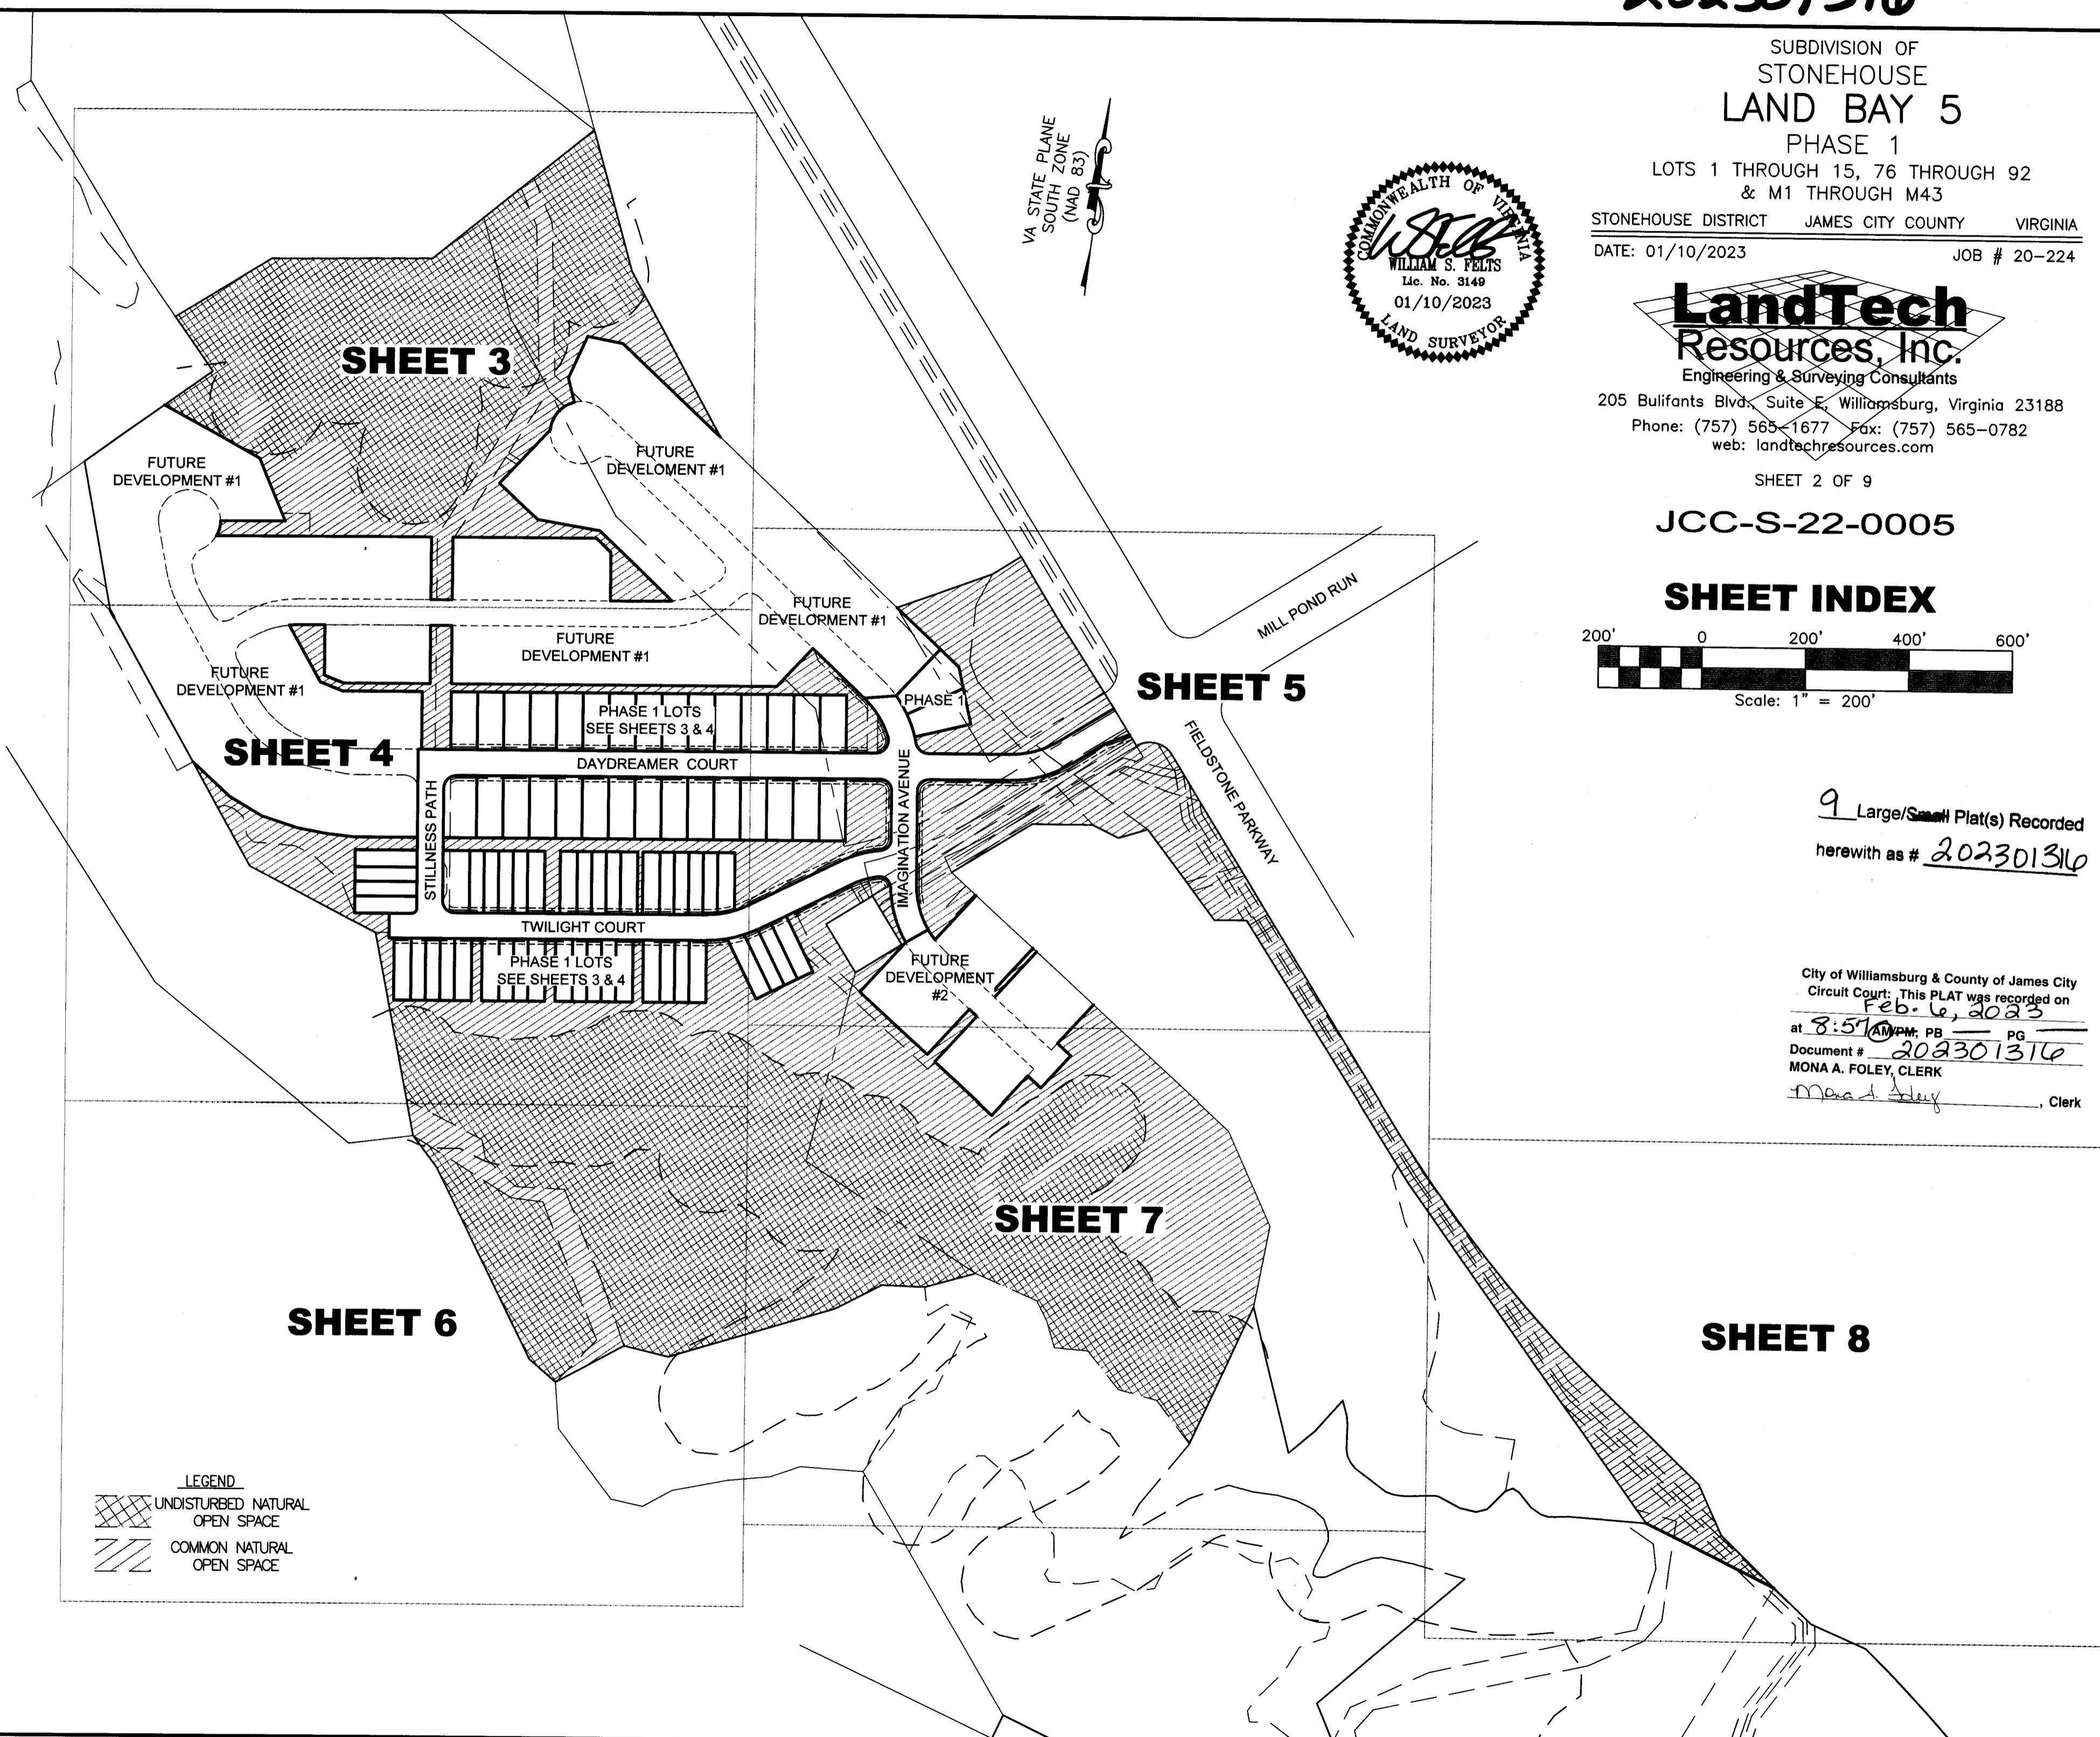 202301316
SUBDIVISION OF
STONEHOUSE
LAND BAY 5
PHASE 1
LOTS 1 THROUGH 15, 76 THROUGH 92
& M1 THROUGH M43
STONEHOUSE DISTRICT JAMES CITY COUNTY VIRGINIA
DATE: 01/10/2023 JOB # 20-224
LandTech
Resources, Inc.
Engineering & Surveying Consultants
205 Bulifants Blvd., Suite E, Williamsburg, Virginia 23188
Phone: (757) 565-1677 Fax: (757) 565-0782
web: landtechresources.com
SHEET 2 OF 9
JCC-S-22-0005
SHEET INDEX
200' 0 200' 400' 600'
Scale: 1" = 200'
9 Large/Small Plat(s) Recorded
herewith as # 202301316
City of Williamsburg & County of James City
Circuit Court: This PLAT was recorded on
Feb. 6, 2023
at 8:57 AM/PM, PB PG
Document # 202301316
MONA A. FOLEY, CLERK
Mona A. Foley, Clerk
VA STATE PLANE
SOUTH ZONE
(NAD 83)
COMMONWEALTH OF VIRGINIA
WILLIAM S. FELTS
Lic. No. 3149
01/10/2023
LAND SURVEYOR
SHEET 3
FUTURE
DEVELOPMENT #1
FUTURE
DEVELOMENT #1
FUTURE
DEVELOPMENT #1
FUTURE
DEVELOPMENT #1
FUTURE
DEVELOPMENT #1
MILL POND RUN
SHEET 5
PHASE 1
PHASE 1 LOTS
SEE SHEETS 3 & 4
SHEET 4
DAYDREAMER COURT
STILLNESS PATH
IMAGINATION AVENUE
FIELDSTONE PARKWAY
TWILIGHT COURT
PHASE 1 LOTS
SEE SHEETS 3 & 4
FUTURE
DEVELOPMENT
#2
SHEET 7
SHEET 6
SHEET 8
LEGEND
UNDISTURBED NATURAL
OPEN SPACE
COMMON NATURAL
OPEN SPACE